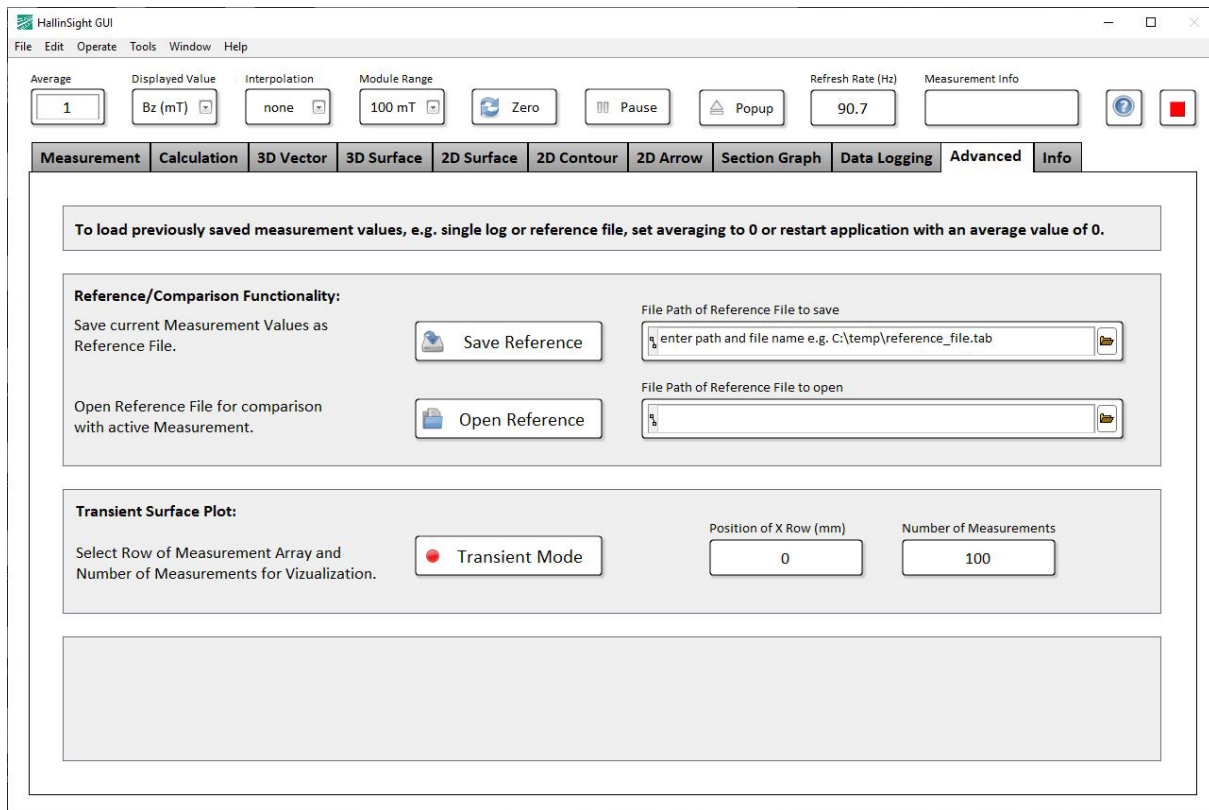 HallinSight GUI
File Edit Operate Tools Window Help
Average Displayed Value Interpolation Module Range Refresh Rate (Hz) Measurement Info
1 Bz (mT) none 100 mT Zero Pause Popup 90.7
Measurement Calculation 3D Vector 3D Surface 2D Surface 2D Contour 2D Arrow Section Graph Data Logging Advanced Info
To load previously saved measurement values, e.g. single log or reference file, set averaging to 0 or restart application with an average value of 0.
Reference/Comparison Functionality:
Save current Measurement Values as
Reference File.
Save Reference
File Path of Reference File to save
enter path and file name e.g. C:\temp\reference_file.tab
Open Reference File for comparison
with active Measurement.
Open Reference
File Path of Reference File to open
Transient Surface Plot:
Select Row of Measurement Array and
Number of Measurements for Vizualization.
Transient Mode
Position of X Row (mm)
0
Number of Measurements
100